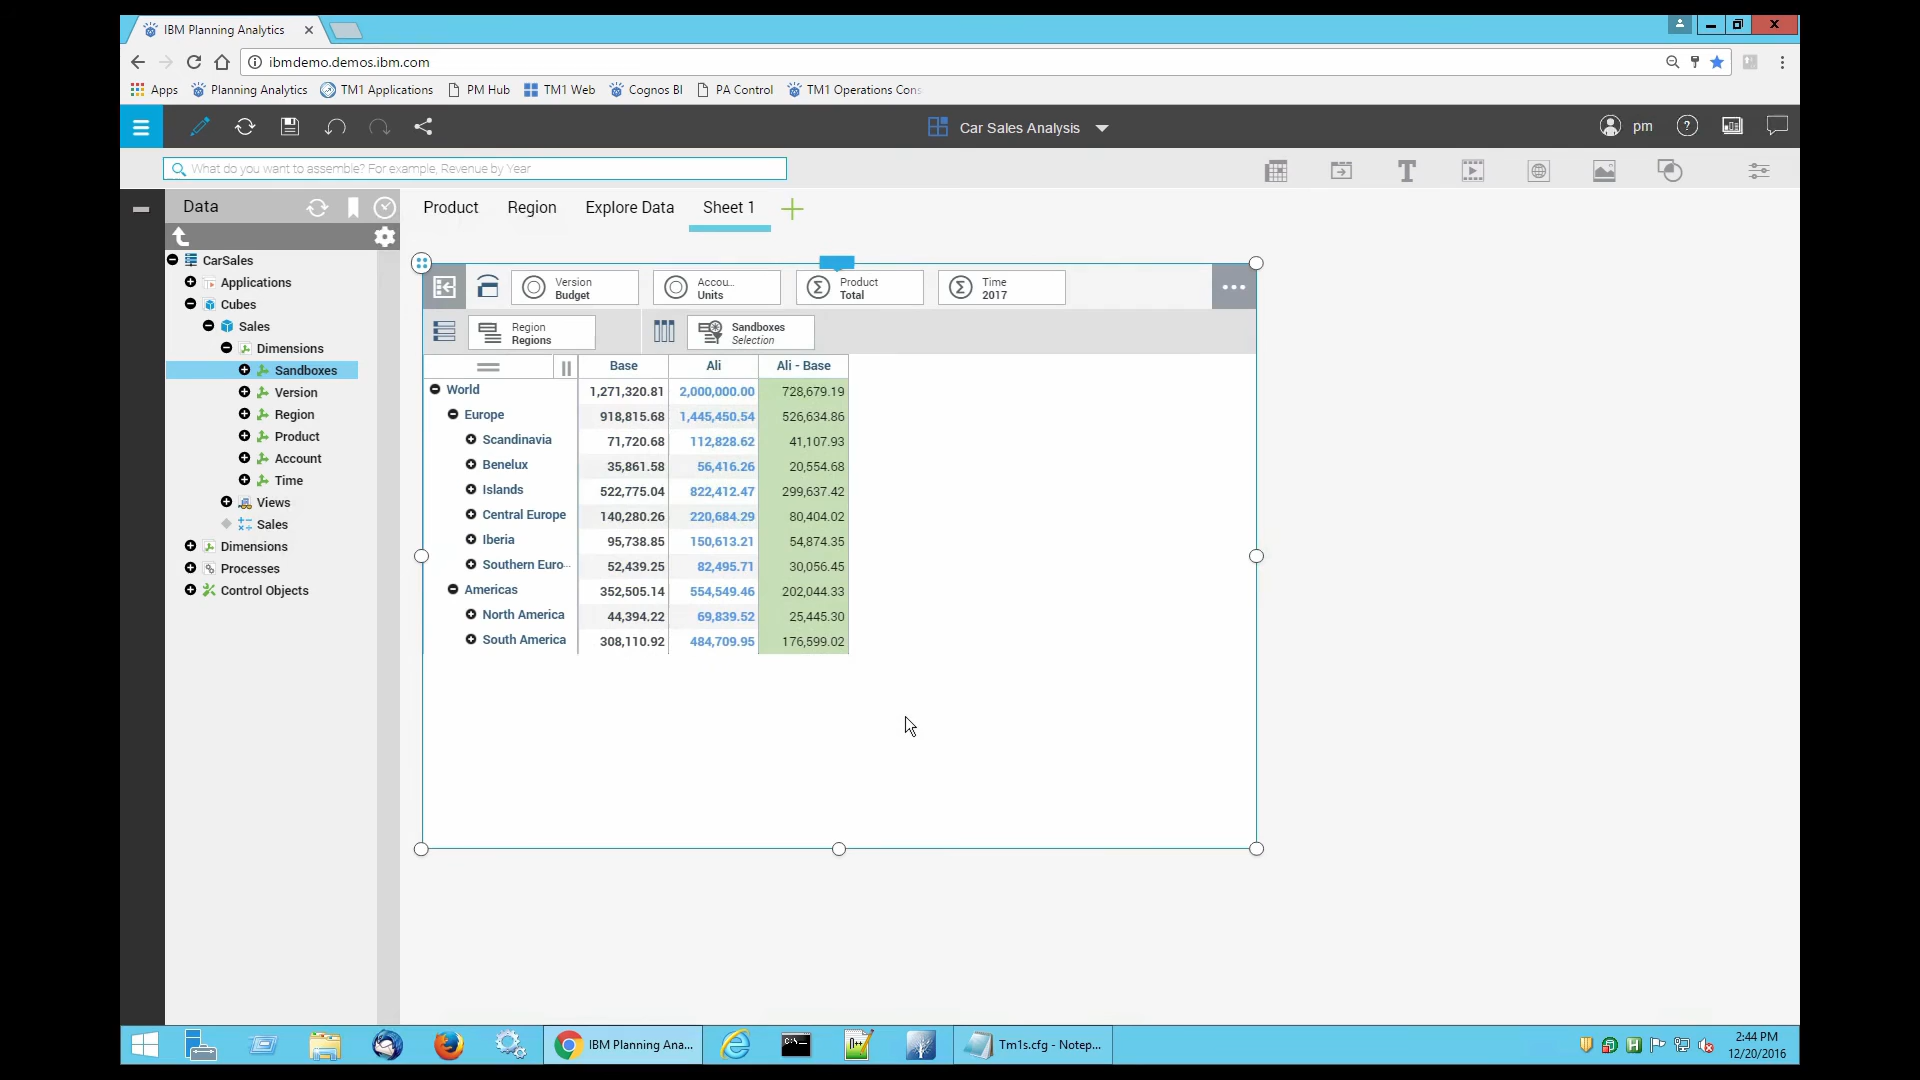 IBM Planning Analytics
ibmdemo.demos.ibm.com
Apps Planning Analytics TM1 Applications PM Hub TM1 Web Cognos BI PA Control TM1 Operations Cons
Car Sales Analysis pm
What do you want to assemble? For example, Revenue by Year
Data
Product Region Explore Data Sheet 1
CarSales
Applications
Cubes
Sales
Dimensions
Sandboxes
Version
Region
Product
Account
Time
Views
Sales
Dimensions
Processes
Control Objects
Version
Budget
Accou...
Units
Product
Total
Time
2017
Region
Regions
Sandboxes
Selection
Base Ali Ali - Base
World 1,271,320.81 2,000,000.00 728,679.19
Europe 918,815.68 1,445,450.54 526,634.86
Scandinavia 71,720.68 112,828.62 41,107.93
Benelux 35,861.58 56,416.26 20,554.68
Islands 522,775.04 822,412.47 299,637.42
Central Europe 140,280.26 220,684.29 80,404.02
Iberia 95,738.85 150,613.21 54,874.35
Southern Euro... 52,439.25 82,495.71 30,056.45
Americas 352,505.14 554,549.46 202,044.33
North America 44,394.22 69,839.52 25,445.30
South America 308,110.92 484,709.95 176,599.02
IBM Planning Ana... Tm1s.cfg - Notep...
2:44 PM
12/20/2016